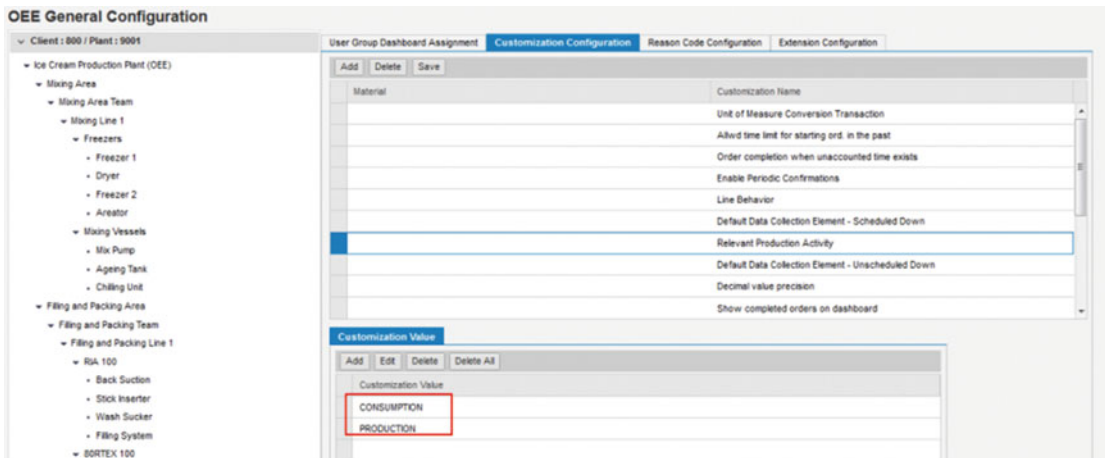 OEE General Configuration
Client : 800 / Plant : 9001
Ice Cream Production Plant (OEE)
Mixing Area
Mixing Area Team
Mixing Line 1
Freezers
Freezer 1
Dryer
Freezer 2
Areator
Mixing Vessels
Mix Pump
Ageing Tank
Chilling Unit
Filling and Packing Area
Filling and Packing Team
Filling and Packing Line 1
RIA 100
Back Suction
Stick Inserter
Wash Sucker
Filling System
80RTEX 100
User Group Dashboard Assignment Customization Configuration Reason Code Configuration Extension Configuration
Add Delete Save
Material Customization Name
Unit of Measure Conversion Transaction
Allwd time limit for starting ord. in the past
Order completion when unaccounted time exists
Enable Periodic Confirmations
Line Behavior
Default Data Collection Element - Scheduled Down
Relevant Production Activity
Default Data Collection Element - Unscheduled Down
Decimal value precision
Show completed orders on dashboard
Customization Value
Add Edit Delete Delete All
Customization Value
CONSUMPTION
PRODUCTION